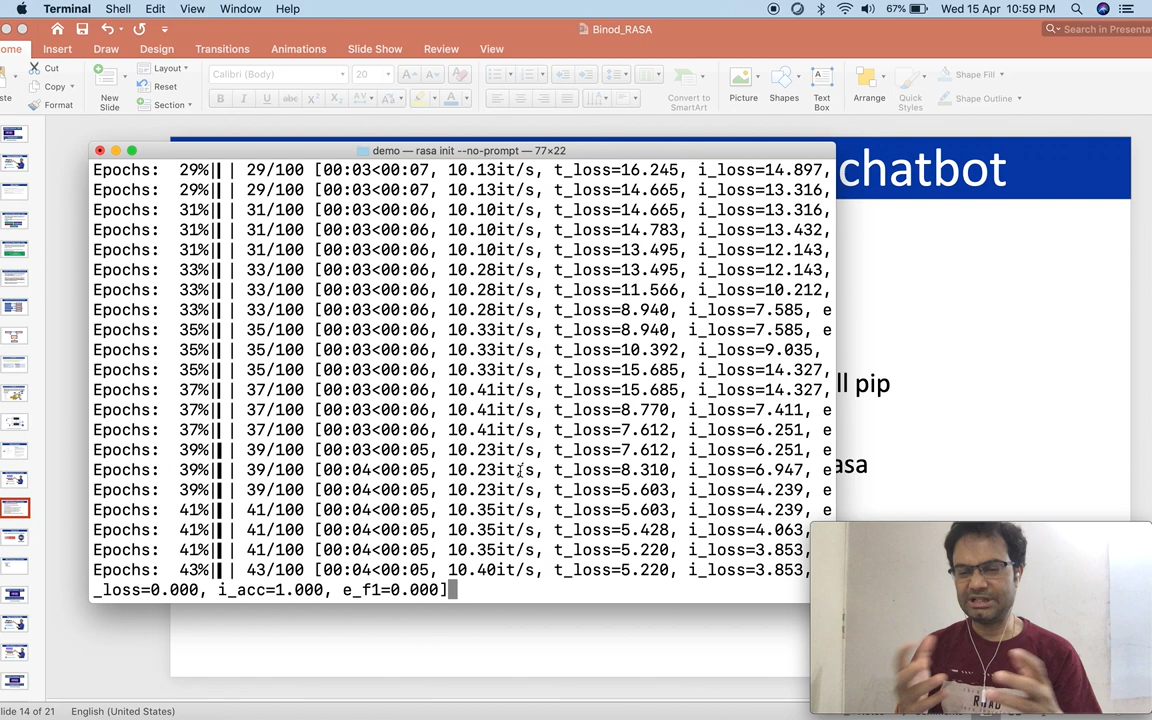 Terminal Shell Edit View Window Help 67% Wed 15 Apr 10:59 PM
Binod_RASA
Search in Presenta
ome Insert Draw Design Transitions Animations Slide Show Review View
ste
Cut
Copy
Format
New
Slide
Layout
Reset
Section
Calibri (Body) 20
Convert to
SmartArt
Picture
Shapes
Text
Box
Arrange
Quick
Styles
Shape Fill
Shape Outline
demo — rasa init --no-prompt — 77×22
Epochs: 29%| | 29/100 [00:03<00:07, 10.13it/s, t_loss=16.245, i_loss=14.897,
Epochs: 29%| | 29/100 [00:03<00:07, 10.13it/s, t_loss=14.665, i_loss=13.316,
Epochs: 31%| | 31/100 [00:03<00:06, 10.10it/s, t_loss=14.665, i_loss=13.316,
Epochs: 31%| | 31/100 [00:03<00:06, 10.10it/s, t_loss=14.783, i_loss=13.432,
Epochs: 31%| | 31/100 [00:03<00:06, 10.10it/s, t_loss=13.495, i_loss=12.143,
Epochs: 33%| | 33/100 [00:03<00:06, 10.28it/s, t_loss=13.495, i_loss=12.143,
Epochs: 33%| | 33/100 [00:03<00:06, 10.28it/s, t_loss=11.566, i_loss=10.212,
Epochs: 33%| | 33/100 [00:03<00:06, 10.28it/s, t_loss=8.940, i_loss=7.585, e
Epochs: 35%| | 35/100 [00:03<00:06, 10.33it/s, t_loss=8.940, i_loss=7.585, e
Epochs: 35%| | 35/100 [00:03<00:06, 10.33it/s, t_loss=10.392, i_loss=9.035,
Epochs: 35%| | 35/100 [00:03<00:06, 10.33it/s, t_loss=15.685, i_loss=14.327,
Epochs: 37%| | 37/100 [00:03<00:06, 10.41it/s, t_loss=15.685, i_loss=14.327,
Epochs: 37%| | 37/100 [00:03<00:06, 10.41it/s, t_loss=8.770, i_loss=7.411, e
Epochs: 37%| | 37/100 [00:03<00:06, 10.41it/s, t_loss=7.612, i_loss=6.251, e
Epochs: 39%| | 39/100 [00:03<00:05, 10.23it/s, t_loss=7.612, i_loss=6.251, e
Epochs: 39%| | 39/100 [00:04<00:05, 10.23it/s, t_loss=8.310, i_loss=6.947, e
Epochs: 39%| | 39/100 [00:04<00:05, 10.23it/s, t_loss=5.603, i_loss=4.239, e
Epochs: 41%| | 41/100 [00:04<00:05, 10.35it/s, t_loss=5.603, i_loss=4.239, e
Epochs: 41%| | 41/100 [00:04<00:05, 10.35it/s, t_loss=5.428, i_loss=4.063,
Epochs: 41%| | 41/100 [00:04<00:05, 10.35it/s, t_loss=5.220, i_loss=3.853,
Epochs: 43%| | 43/100 [00:04<00:05, 10.40it/s, t_loss=5.220, i_loss=3.853,
_loss=0.000, i_acc=1.000, e_f1=0.000]
chatbot
ll pip
asa
lide 14 of 21 English (United States)